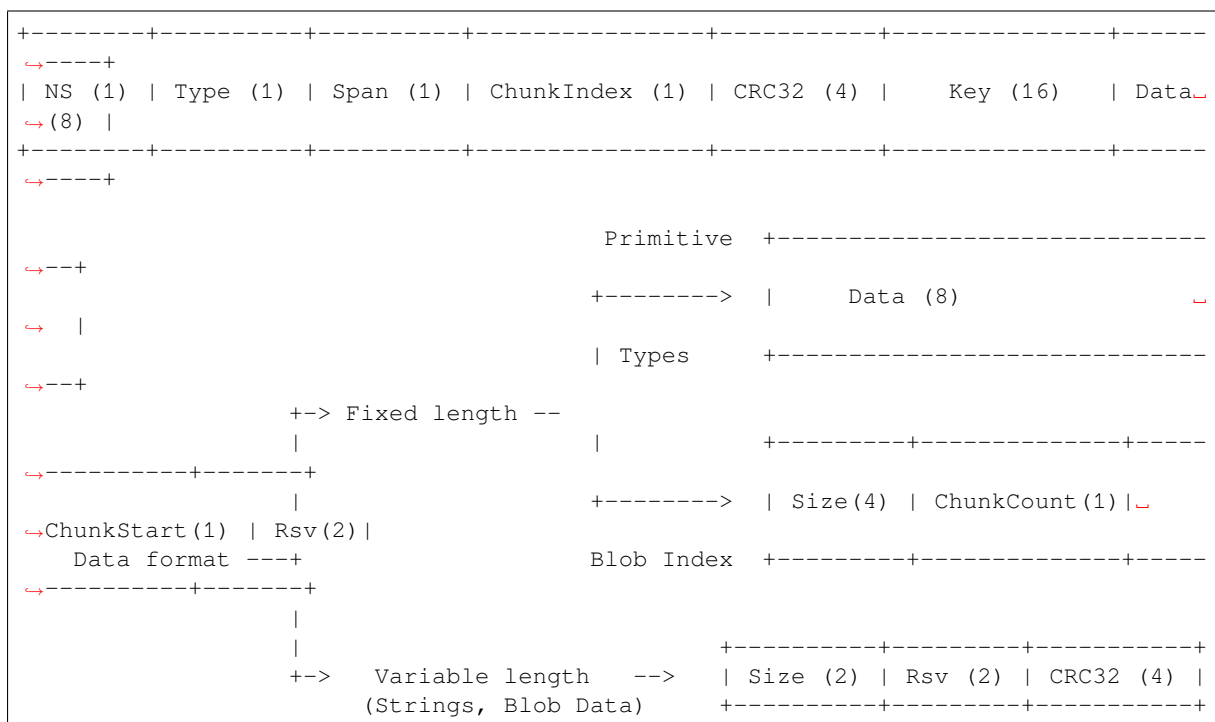 +--------+----------+----------+----------------+-----------+---------------+------
↪----+
| NS (1) | Type (1) | Span (1) | ChunkIndex (1) | CRC32 (4) |    Key (16)   | Data␣
↪(8) |
+--------+----------+----------+----------------+-----------+---------------+------
↪----+
                                         Primitive  +------------------------------
↪--+
                                        +-------->  |     Data (8)                 ␣
↪  |
                                        | Types     +------------------------------
↪--+
                   +-> Fixed length --
                   |                    |           +---------+--------------+-----
↪----------+-------+
                   |                    +-------->  | Size(4) | ChunkCount(1)|␣
↪ChunkStart(1) | Rsv(2)|
    Data format ---+                    Blob Index  +---------+--------------+-----
↪----------+-------+
                   |
                   |                             +----------+---------+-----------+
                   +->   Variable length   -->   | Size (2) | Rsv (2) | CRC32 (4) |
                        (Strings, Blob Data)     +----------+---------+-----------+